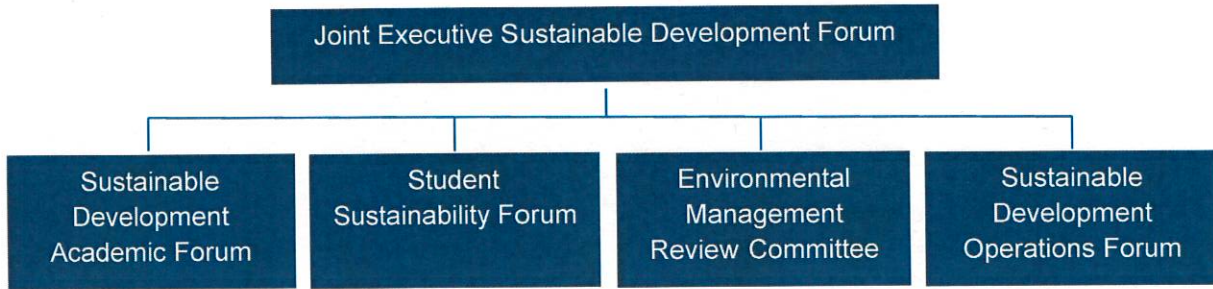 Joint Executive Sustainable Development Forum
Sustainable
Development
Academic Forum
Student
Sustainability Forum
Environmental
Management
Review Committee
Sustainable
Development
Operations Forum